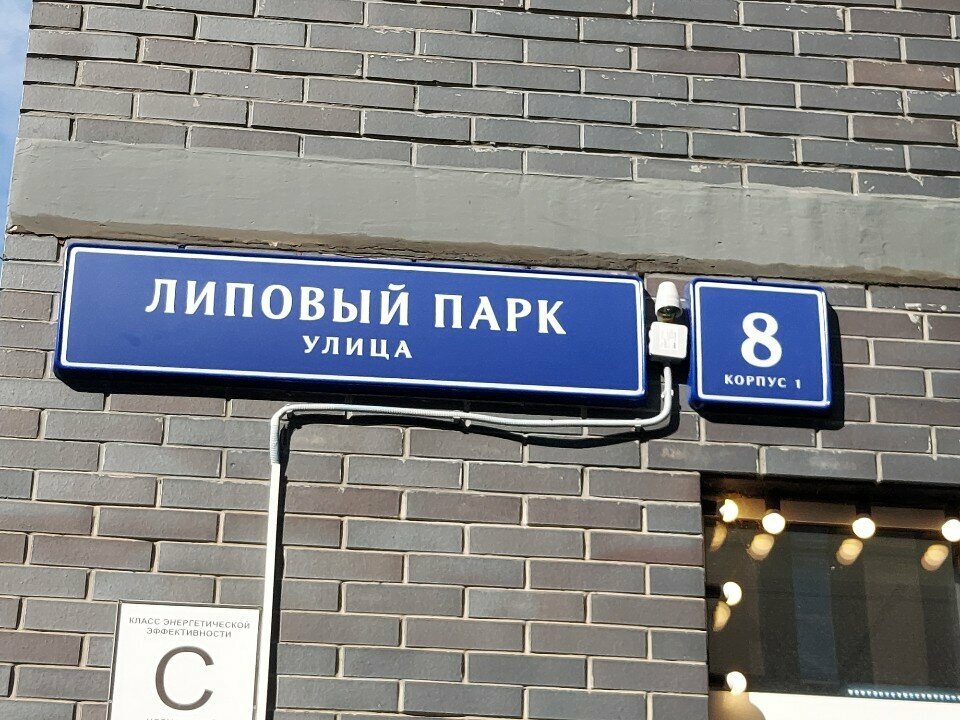 ЛИПОВЫЙ ПАРК
УЛИЦА
8
КОРПУС 1
КЛАСС ЭНЕРГЕТИЧЕСКОЙ
ЭФФЕКТИВНОСТИ
C